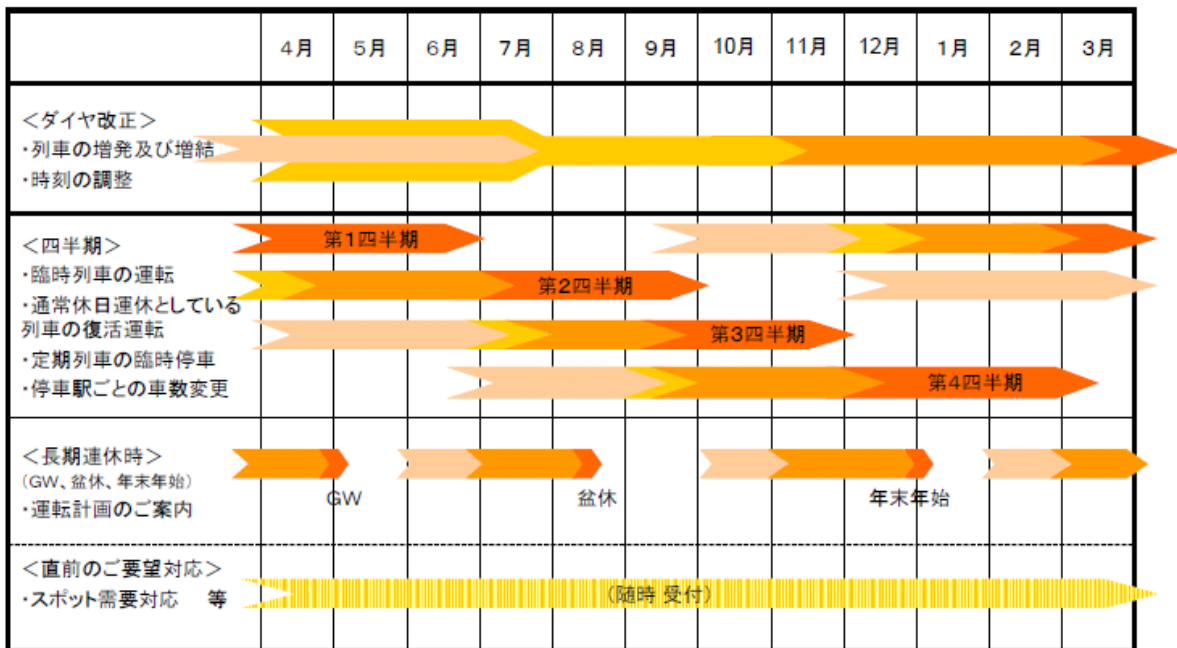 4月 5月 6月 7月 8月 9月 10月 11月 12月 1月 2月 3月
＜ダイヤ改正＞
・列車の増発及び増結
・時刻の調整
＜四半期＞
・臨時列車の運転
・通常休日運休としている
列車の復活運転
・定期列車の臨時停車
・停車駅ごとの車数変更
第1四半期
第2四半期
第3四半期
第4四半期
＜長期連休時＞
（GW、盆休、年末年始）
・運転計画のご案内
GW
盆休
年末年始
＜直前のご要望対応＞
・スポット需要対応　等
（随時 受付）